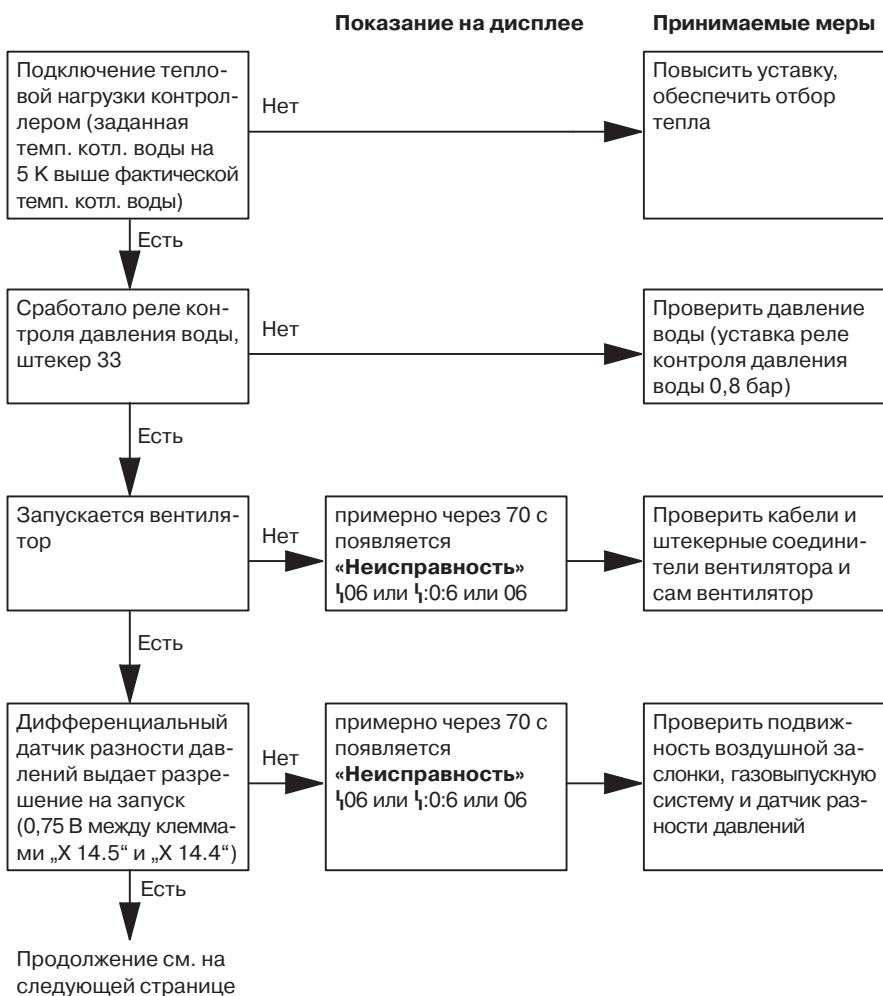 Показание на дисплее
Принимаемые меры
Подключение тепло-
вой нагрузки контрол-
лером (заданная
темп. котл. воды на
5 К выше фактической
темп. котл. воды)
Нет
Повысить уставку,
обеспечить отбор
тепла
Есть
Сработало реле кон-
троля давления воды,
штекер 33
Нет
Проверить давление
воды (уставка реле
контроля давления
воды 0,8 бар)
Есть
Запускается вентиля-
тор
Нет
примерно через 70 с
появляется
«Неисправность»
ϟ06 или ϟ:0:6 или 06
Проверить кабели и
штекерные соедини-
тели вентилятора и
сам вентилятор
Есть
Дифференциальный
датчик разности дав-
лений выдает разре-
шение на запуск
(0,75 В между клемма-
ми „X 14.5“ и „X 14.4“)
Нет
примерно через 70 с
появляется
«Неисправность»
ϟ06 или ϟ:0:6 или 06
Проверить подвиж-
ность воздушной за-
слонки, газовыпускную
систему и датчик раз-
ности давлений
Есть
Продолжение см. на
следующей странице